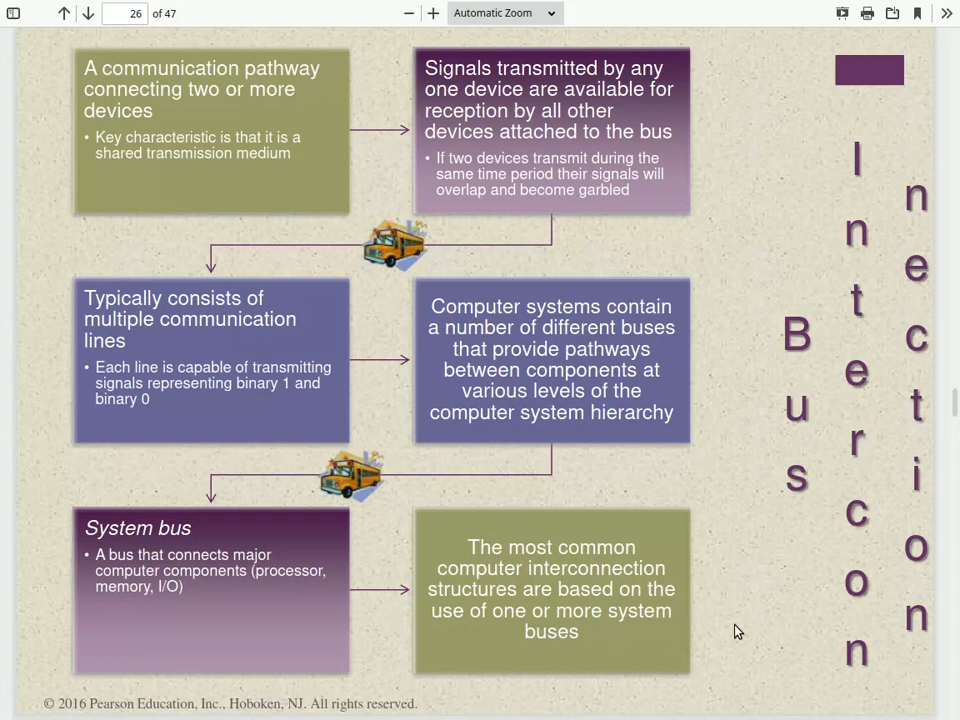 26 of 47
Automatic Zoom
A communication pathway
connecting two or more
devices
• Key characteristic is that it is a
shared transmission medium
Signals transmitted by any
one device are available for
reception by all other
devices attached to the bus
• If two devices transmit during the
same time period their signals will
overlap and become garbled
Typically consists of
multiple communication
lines
• Each line is capable of transmitting
signals representing binary 1 and
binary 0
Computer systems contain
a number of different buses
that provide pathways
between components at
various levels of the
computer system hierarchy
System bus
• A bus that connects major
computer components (processor,
memory, I/O)
The most common
computer interconnection
structures are based on the
use of one or more system
buses
Bus
Intercon
nection
© 2016 Pearson Education, Inc., Hoboken, NJ. All rights reserved.